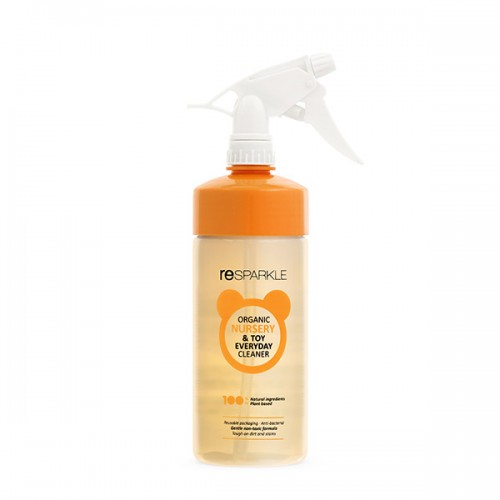 reSPARKLE
ORGANIC
NURSERY
& TOY
EVERYDAY
CLEANER
100% Natural ingredients
Plant based
Reusable packaging - Anti bacterial
Gentle non toxic formula
Tough on dirt and stains